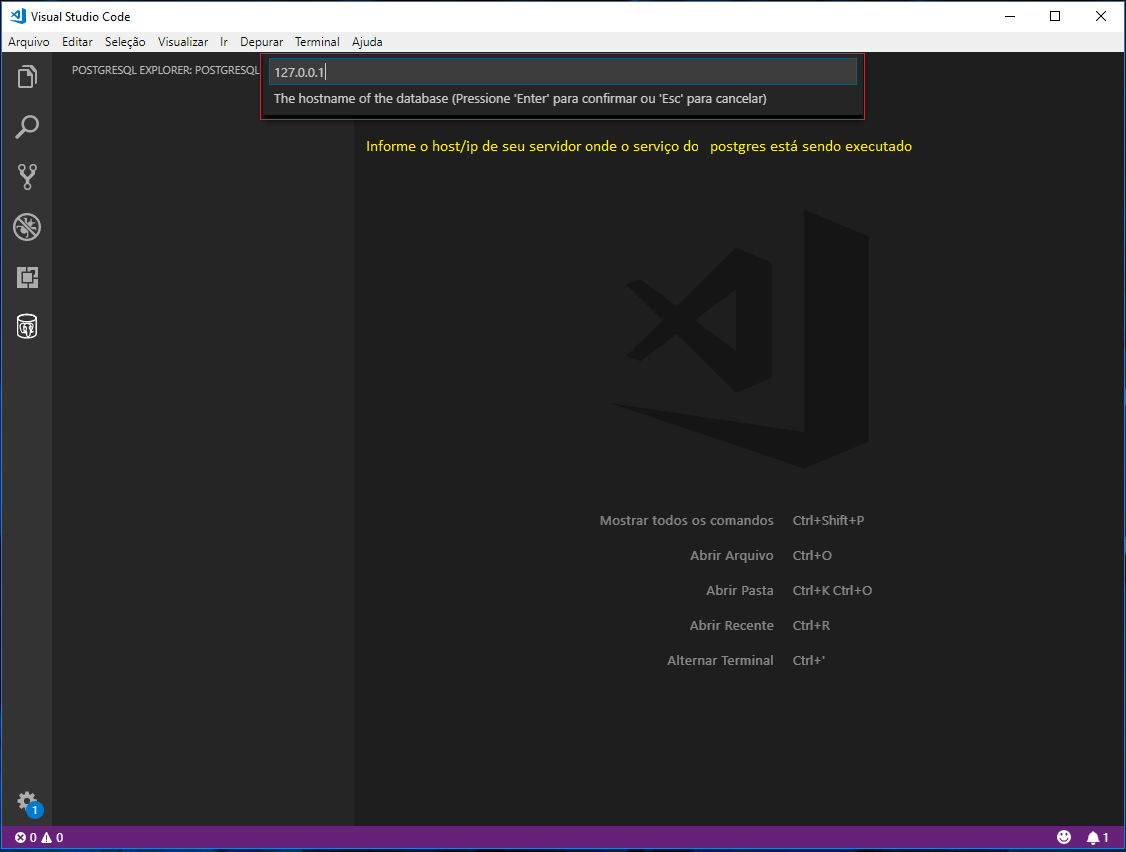 Visual Studio Code
Arquivo Editar Seleção Visualizar Ir Depurar Terminal Ajuda
POSTGRESQL EXPLORER: POSTGRESQL
127.0.0.1
The hostname of the database (Pressione 'Enter' para confirmar ou 'Esc' para cancelar)
Informe o host/ip de seu servidor onde o serviço do postgres está sendo executado
Mostrar todos os comandos Ctrl+Shift+P
Abrir Arquivo Ctrl+O
Abrir Pasta Ctrl+K Ctrl+O
Abrir Recente Ctrl+R
Alternar Terminal Ctrl+'
1
0 0 1